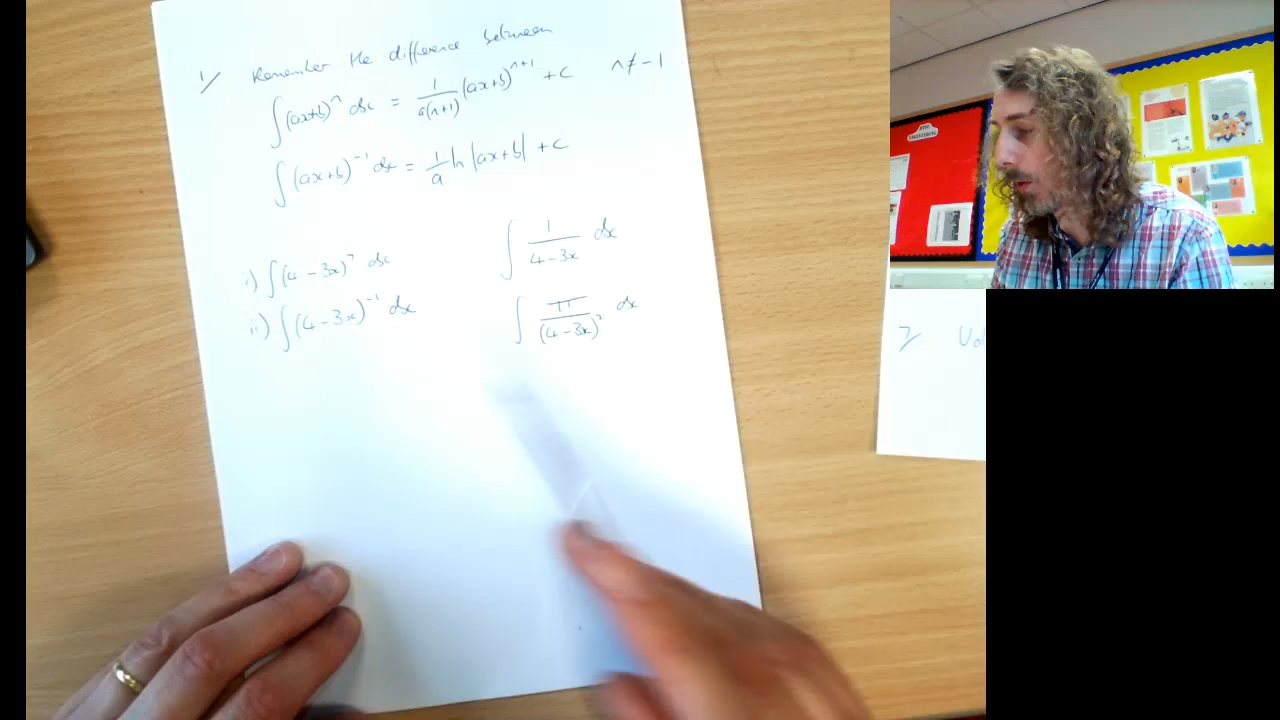 1/ Remember the difference between
∫(ax+b)ⁿ dx = 1/(a(n+1)) (ax+b)ⁿ⁺¹ + c n ≠ -1
∫(ax+b)⁻¹ dx = 1/a ln|ax+b| + c
i) ∫(4-3x)⁷ dx
ii) ∫(4-3x)⁻¹ dx
∫ 1/(4-3x) dx
∫ π/(4-3x)² dx
7/